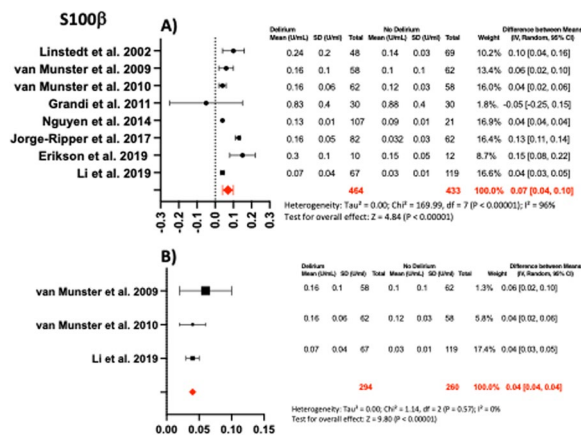 S100β
A)
Delirium No Delirium Difference between Means
Mean (U/ml) SD (U/ml) Total Mean (U/ml) SD (U/ml) Total Weight (IV, Random, 95% CI)
Linstedt et al. 2002 0.24 0.2 48 0.14 0.03 69 10.2% 0.10 [0.04, 0.16]
van Munster et al. 2009 0.16 0.1 58 0.1 0.1 62 13.4% 0.06 [0.02, 0.10]
van Munster et al. 2010 0.16 0.06 62 0.12 0.03 58 16.0% 0.04 [0.02, 0.06]
Grandi et al. 2011 0.83 0.4 30 0.88 0.4 30 1.8% -0.05 [-0.25, 0.15]
Nguyen et al. 2014 0.13 0.01 107 0.09 0.01 21 16.9% 0.04 [0.04, 0.04]
Jorge-Ripper et al. 2017 0.16 0.05 82 0.032 0.03 62 16.4% 0.13 [0.11, 0.14]
Erikson et al. 2019 0.3 0.1 10 0.15 0.05 12 8.7% 0.15 [0.08, 0.22]
Li et al. 2019 0.07 0.04 67 0.03 0.01 119 16.6% 0.04 [0.03, 0.05]
464 433 100.0% 0.07 [0.04, 0.10]
Heterogeneity: Tau² = 0.00; Chi² = 169.99, df = 7 (P < 0.00001); I² = 96%
Test for overall effect: Z = 4.84 (P < 0.00001)
-0.3 -0.2 -0.1 0.0 0.1 0.2 0.3
B)
Delirium No Delirium Difference between Means
Mean (U/mL) SD (U/mL) Total Mean (U/mL) SD (U/mL) Total Weight (IV, Random, 95% CI)
van Munster et al. 2009 0.16 0.1 58 0.1 0.1 62 1.3% 0.06 [0.02, 0.10]
van Munster et al. 2010 0.16 0.06 62 0.12 0.03 58 5.8% 0.04 [0.02, 0.06]
Li et al. 2019 0.07 0.04 67 0.03 0.01 119 17.4% 0.04 [0.03, 0.05]
294 260 100.0% 0.04 [0.04, 0.04]
Heterogeneity: Tau² = 0.00; Chi² = 1.14, df = 2 (P = 0.57); I² = 0%
Test for overall effect: Z = 9.80 (P < 0.00001)
0.00 0.05 0.10 0.15